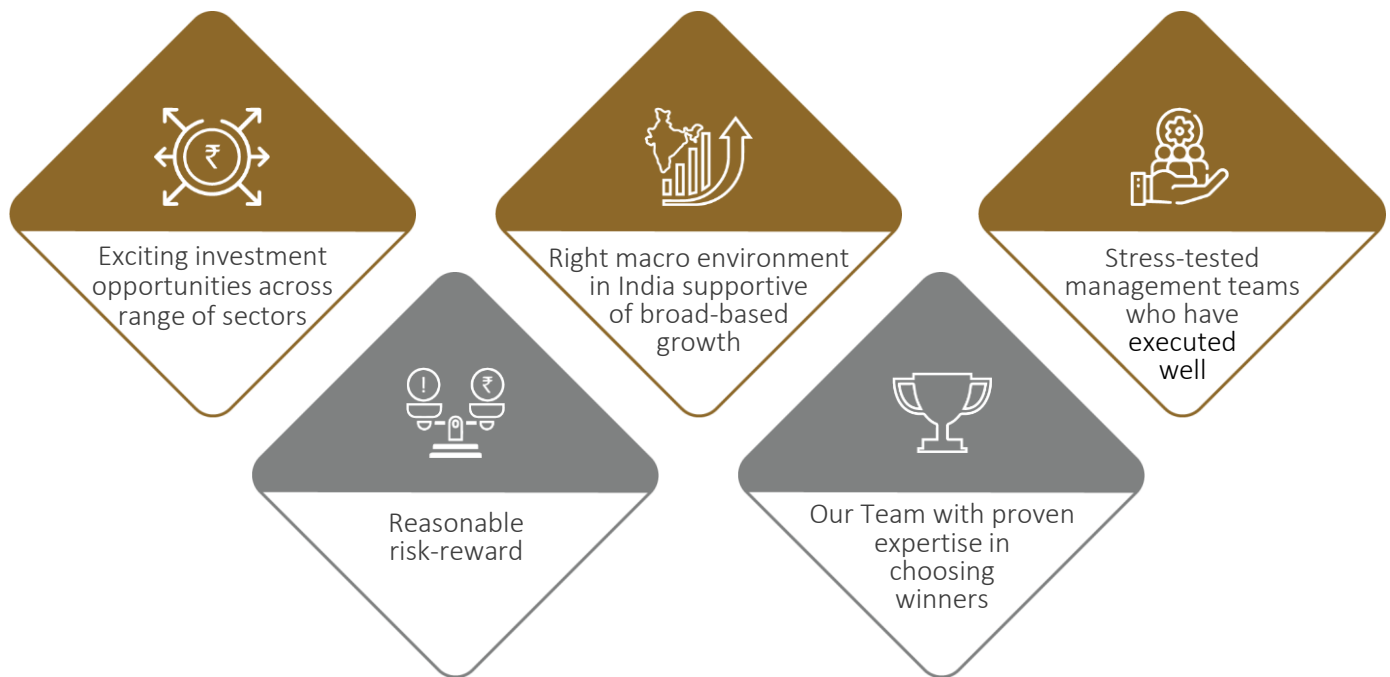 ₹
Exciting investment
opportunities across
range of sectors
Right macro environment
in India supportive
of broad-based
growth
Stress-tested
management teams
who have
executed
well
! ₹
Reasonable
risk-reward
Our Team with proven
expertise in
choosing
winners